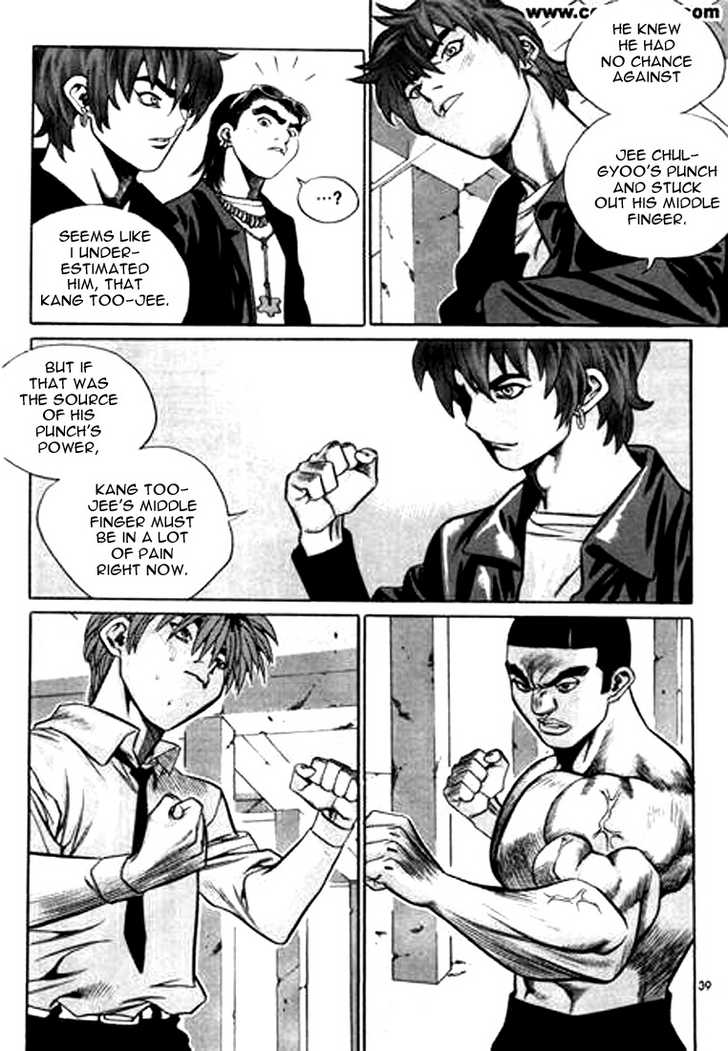 SEEMS LIKE
I UNDER-
ESTIMATED
HIM, THAT
KANG TOO-JEE.
...?
HE KNEW
HE HAD
NO CHANCE
AGAINST
JEE CHUL-
GYOO'S PUNCH
AND STUCK
OUT HIS MIDDLE
FINGER.
BUT IF
THAT WAS
THE SOURCE
OF HIS
PUNCH'S
POWER,
KANG TOO-
JEE'S MIDDLE
FINGER MUST
BE IN A LOT
OF PAIN
RIGHT NOW.
39